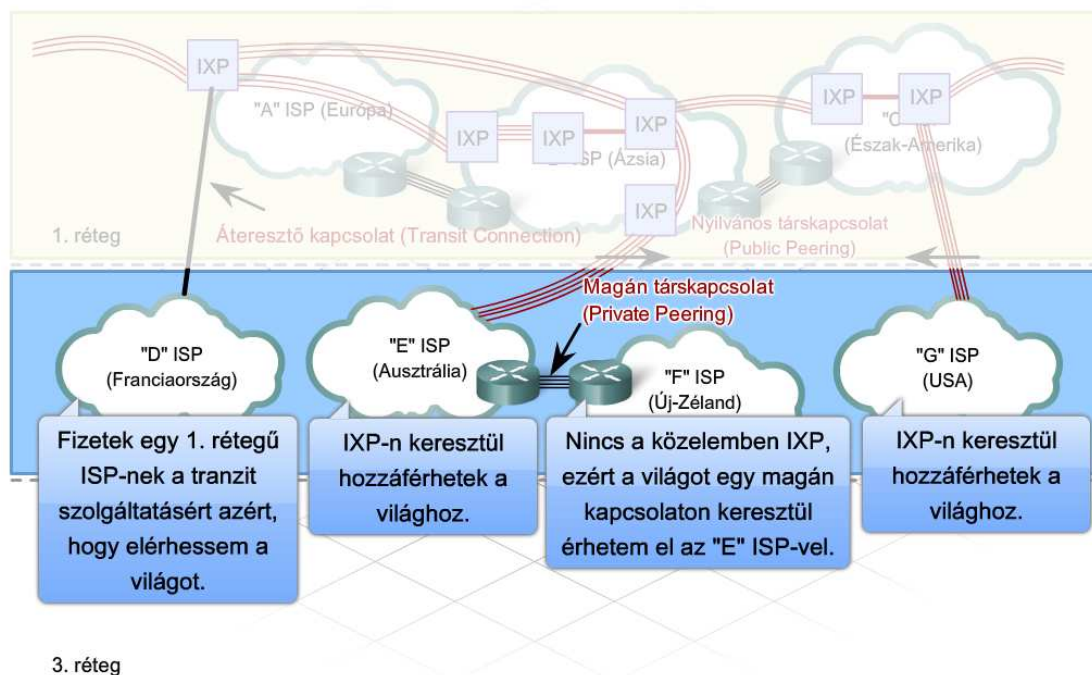 IXP
"A" ISP (Európa)
IXP
IXP
IXP
ISP (Ázsia)
IXP
IXP
IXP
(Észak-Amerika)
1. réteg
Áteresztő kapcsolat (Transit Connection)
Nyilvános társkapcsolat
(Public Peering)
Magán társkapcsolat
(Private Peering)
"D" ISP
(Franciaország)
"E" ISP
(Ausztrália)
"F" ISP
(Új-Zéland)
"G" ISP
(USA)
Fizetek egy 1. rétegű
ISP-nek a tranzit
szolgáltatásért azért,
hogy elérhessem a
világot.
IXP-n keresztül
hozzáférhetek a
világhoz.
Nincs a közelemben IXP,
ezért a világot egy magán
kapcsolaton keresztül
érhetem el az "E" ISP-vel.
IXP-n keresztül
hozzáférhetek a
világhoz.
3. réteg